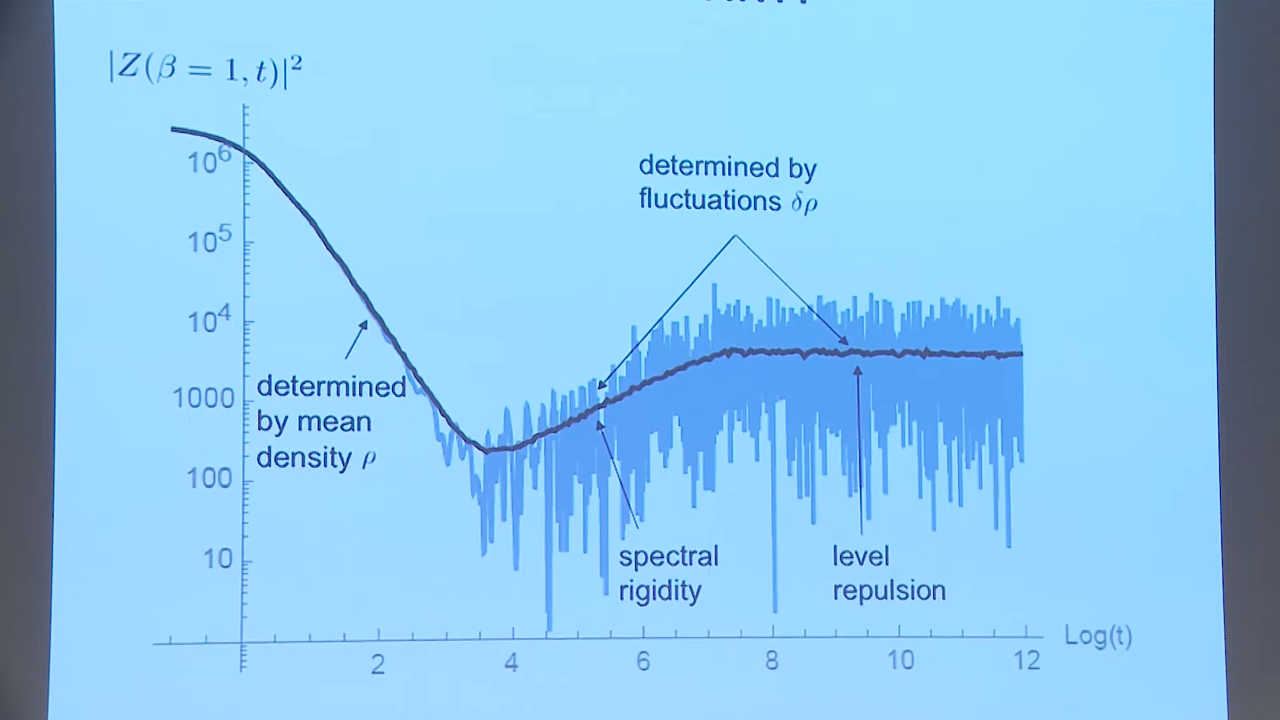 |Z(β = 1, t)|²
10⁶
10⁵
10⁴
1000
100
10
determined by
fluctuations δρ
determined
by mean
density ρ
spectral
rigidity
level
repulsion
2
4
6
8
10
12
Log(t)